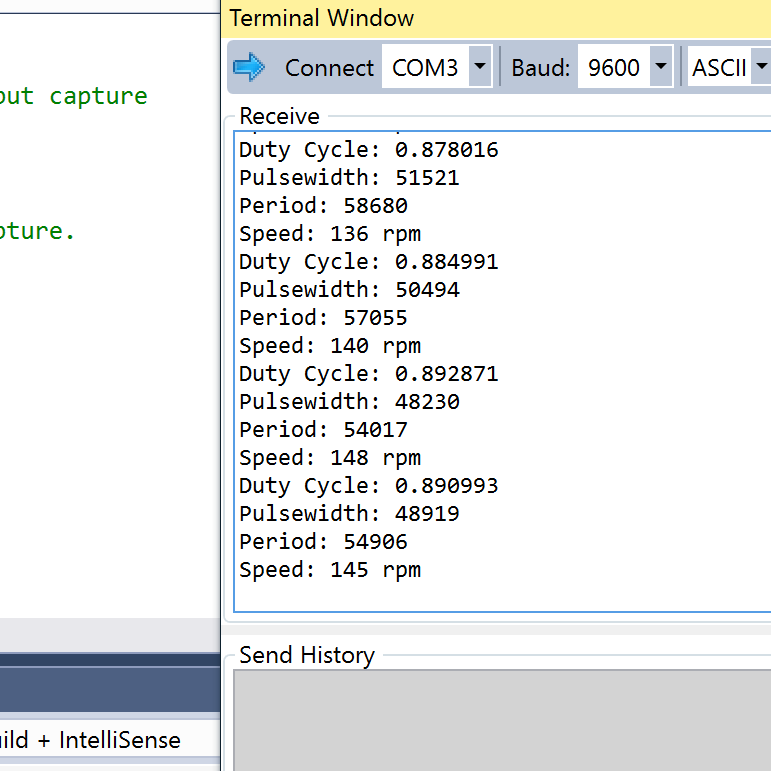 Terminal Window
Connect COM3 Baud: 9600 ASCII
put capture
pture.
Receive
Duty Cycle: 0.878016
Pulsewidth: 51521
Period: 58680
Speed: 136 rpm
Duty Cycle: 0.884991
Pulsewidth: 50494
Period: 57055
Speed: 140 rpm
Duty Cycle: 0.892871
Pulsewidth: 48230
Period: 54017
Speed: 148 rpm
Duty Cycle: 0.890993
Pulsewidth: 48919
Period: 54906
Speed: 145 rpm
Send History
ild + IntelliSense